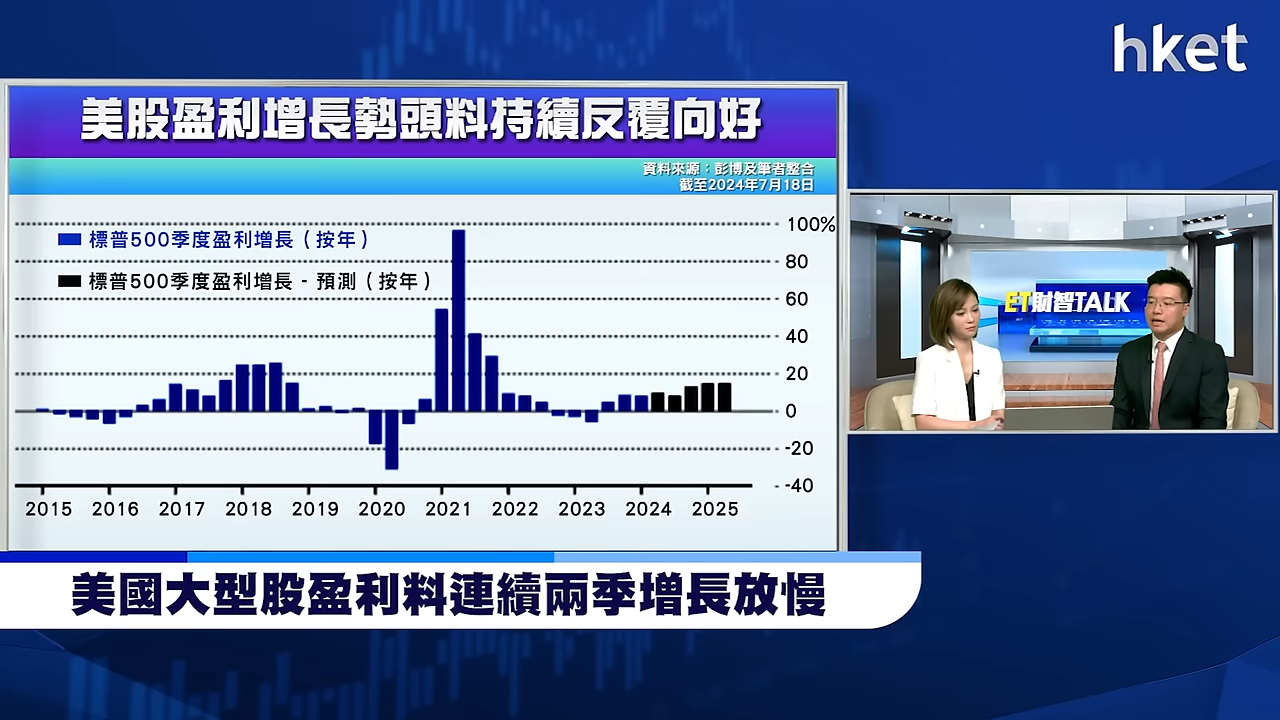 hket
美股盈利增長勢頭料持續反覆向好
資料來源：彭博及筆者整合
截至2024年7月18日
標普500季度盈利增長（按年）
標普500季度盈利增長 - 預測（按年）
100%
80
60
40
20
0
-20
-40
2015 2016 2017 2018 2019 2020 2021 2022 2023 2024 2025
ET財智TALK
美國大型股盈利料連續兩季增長放慢